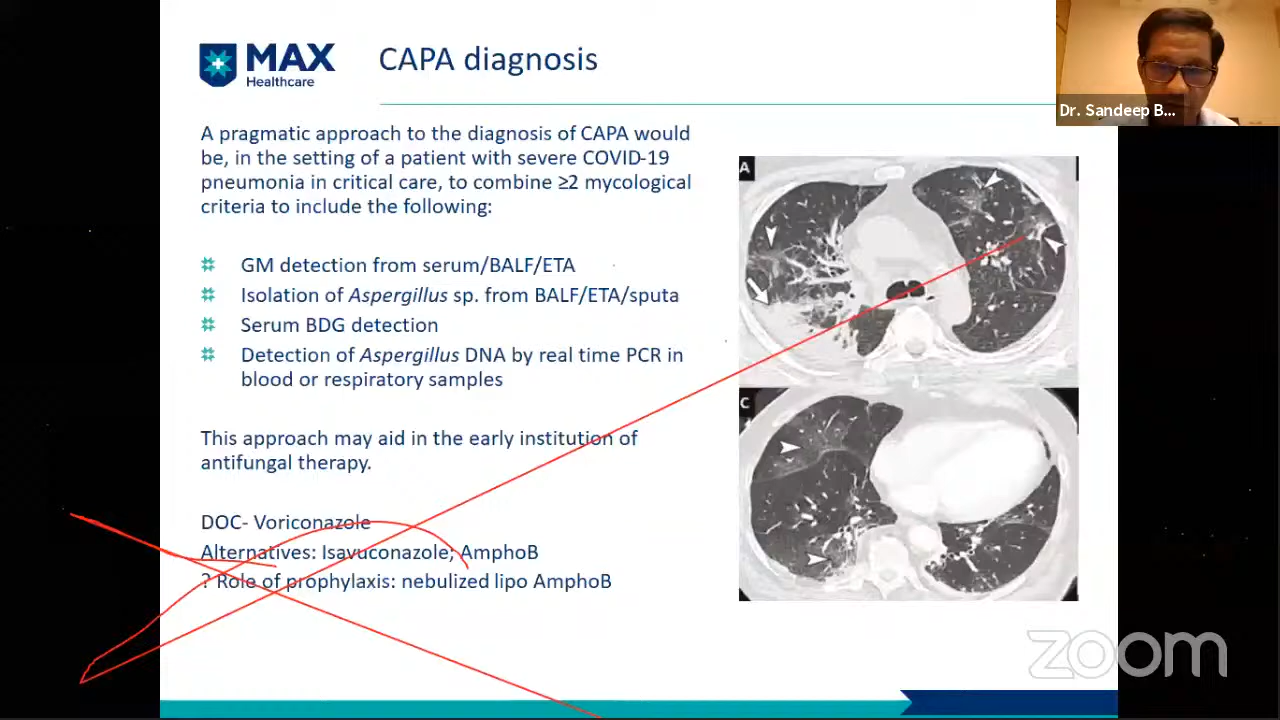 MAX
Healthcare
CAPA diagnosis
Dr. Sandeep B...
A pragmatic approach to the diagnosis of CAPA would
be, in the setting of a patient with severe COVID-19
pneumonia in critical care, to combine ≥2 mycological
criteria to include the following:
GM detection from serum/BALF/ETA
Isolation of Aspergillus sp. from BALF/ETA/sputa
Serum BDG detection
Detection of Aspergillus DNA by real time PCR in
blood or respiratory samples
This approach may aid in the early institution of
antifungal therapy.
DOC- Voriconazole
Alternatives: Isavuconazole; AmphoB
? Role of prophylaxis: nebulized lipo AmphoB
A
C
zoom